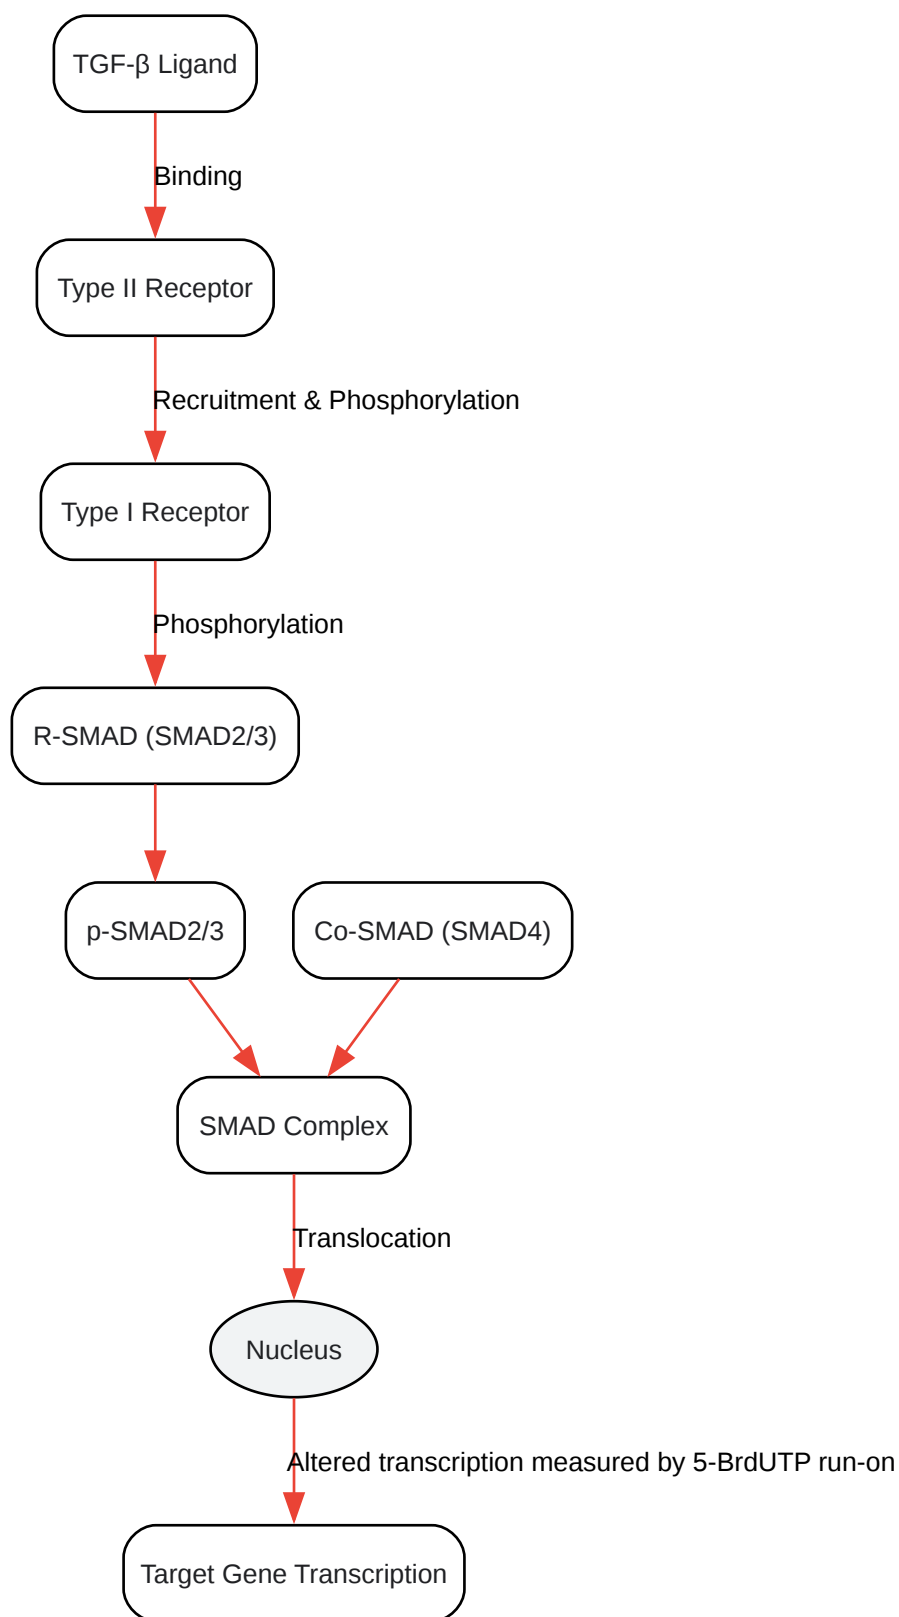 TGF-β Ligand
Binding
Type II Receptor
Recruitment & Phosphorylation
Type I Receptor
Phosphorylation
R-SMAD (SMAD2/3)
p-SMAD2/3
Co-SMAD (SMAD4)
SMAD Complex
Translocation
Nucleus
Altered transcription measured by 5-BrdUTP run-on
Target Gene Transcription